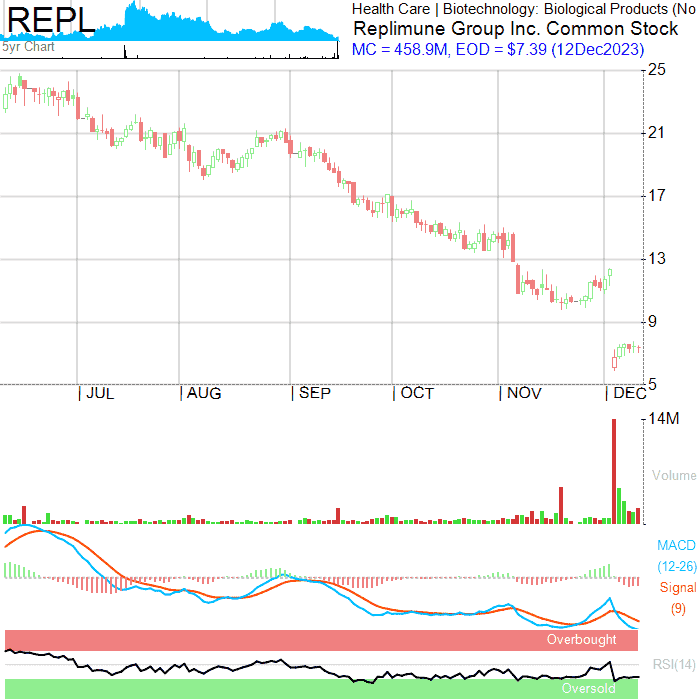 REPL
5yr Chart
Health Care | Biotechnology: Biological Products (No
Replimune Group Inc. Common Stock
MC = 458.9M, EOD = $7.39 (12Dec2023)
25
21
17
13
9
5
| JUL | AUG | SEP | OCT | NOV | DEC
14M
Volume
MACD
(12-26)
Signal
(9)
Overbought
RSI(14)
Oversold